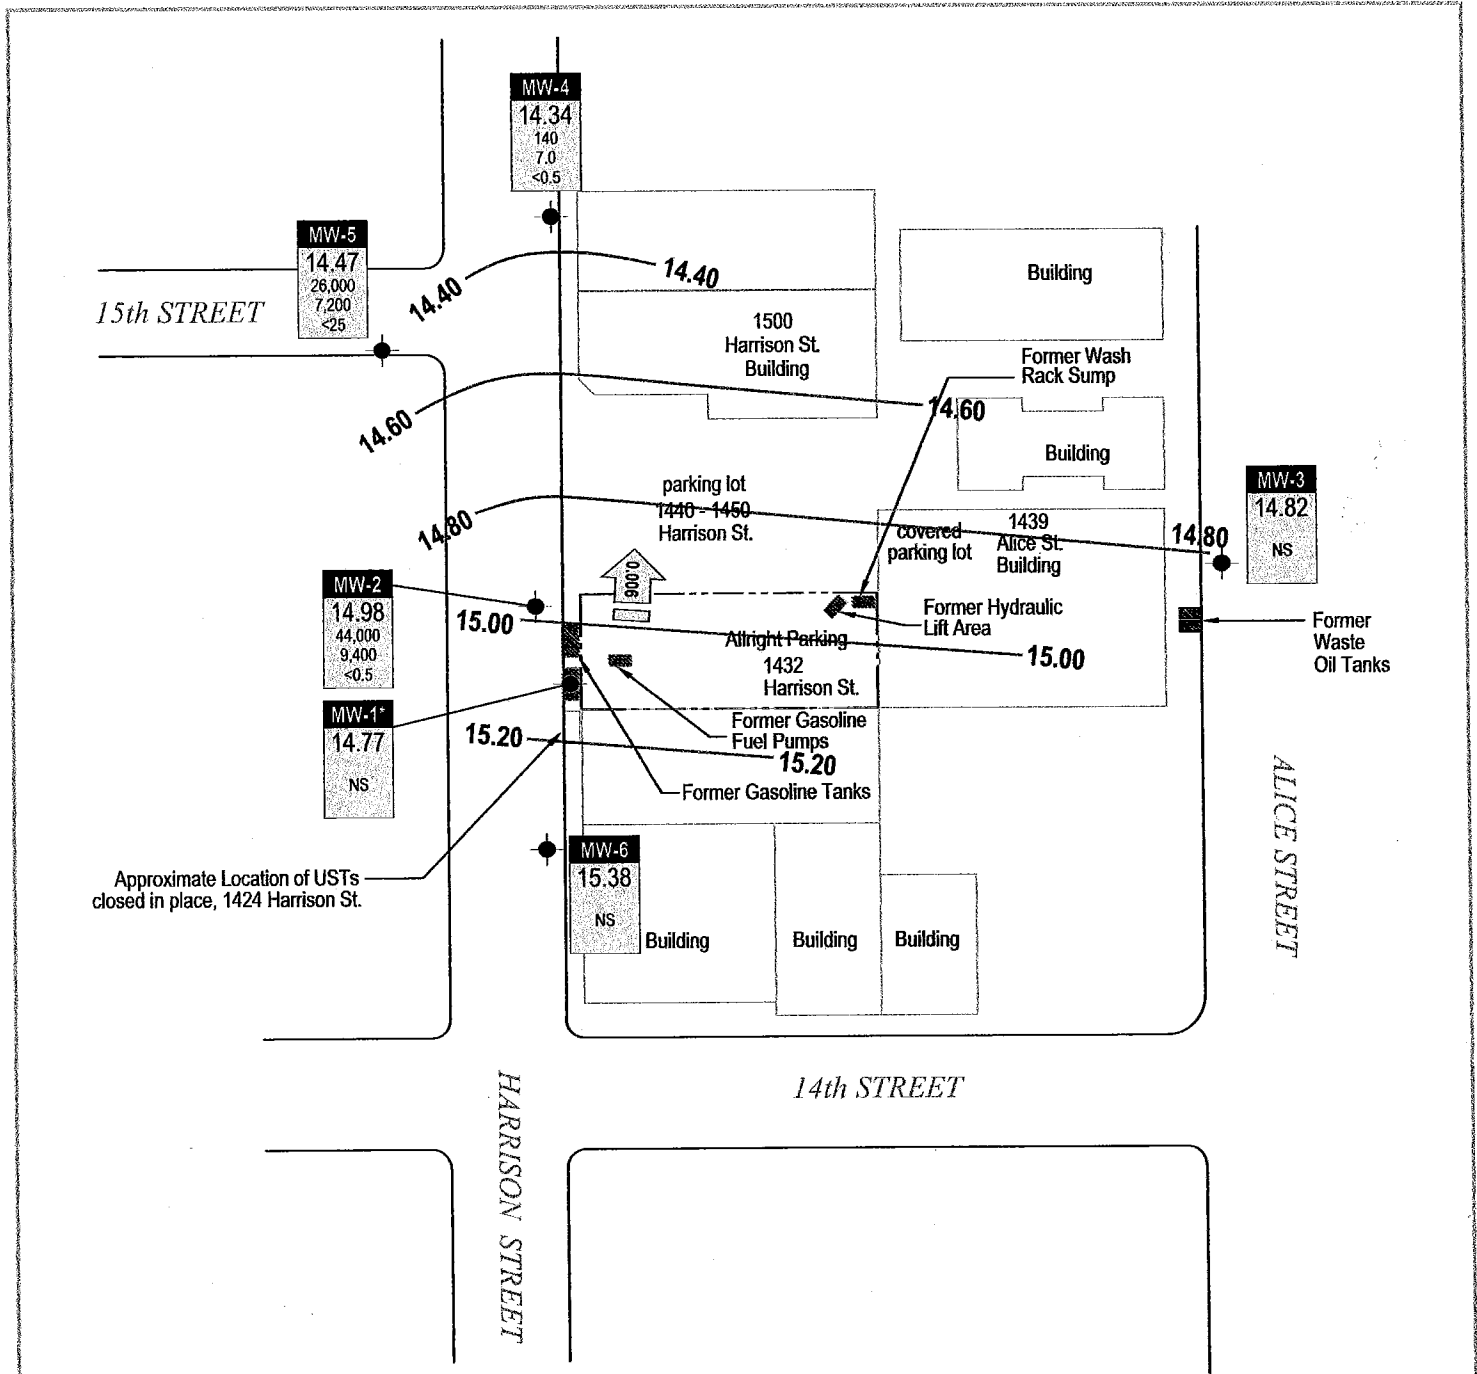 MW-4
14.34
140
7.0
<0.5
MW-5
14.47
26,000
7,200
<25
15th STREET
14.40
14.40
1500
Harrison St.
Building
Building
Former Wash
Rack Sump
14.60
14.60
Building
MW-3
14.82
NS
parking lot
1440 - 1450
Harrison St.
14.80
14.80
covered
parking lot
1439
Alice St.
Building
MW-2
14.98
44,000
9,400
<0.5
0.006
15.00
15.00
Former Hydraulic
Lift Area
Former
Waste
Oil Tanks
Allright Parking
1432
Harrison St.
MW-1*
14.77
NS
Former Gasoline
Fuel Pumps
15.20
15.20
Former Gasoline Tanks
MW-6
15.38
NS
Approximate Location of USTs
closed in place, 1424 Harrison St.
Building
Building
Building
ALICE STREET
14th STREET
HARRISON STREET